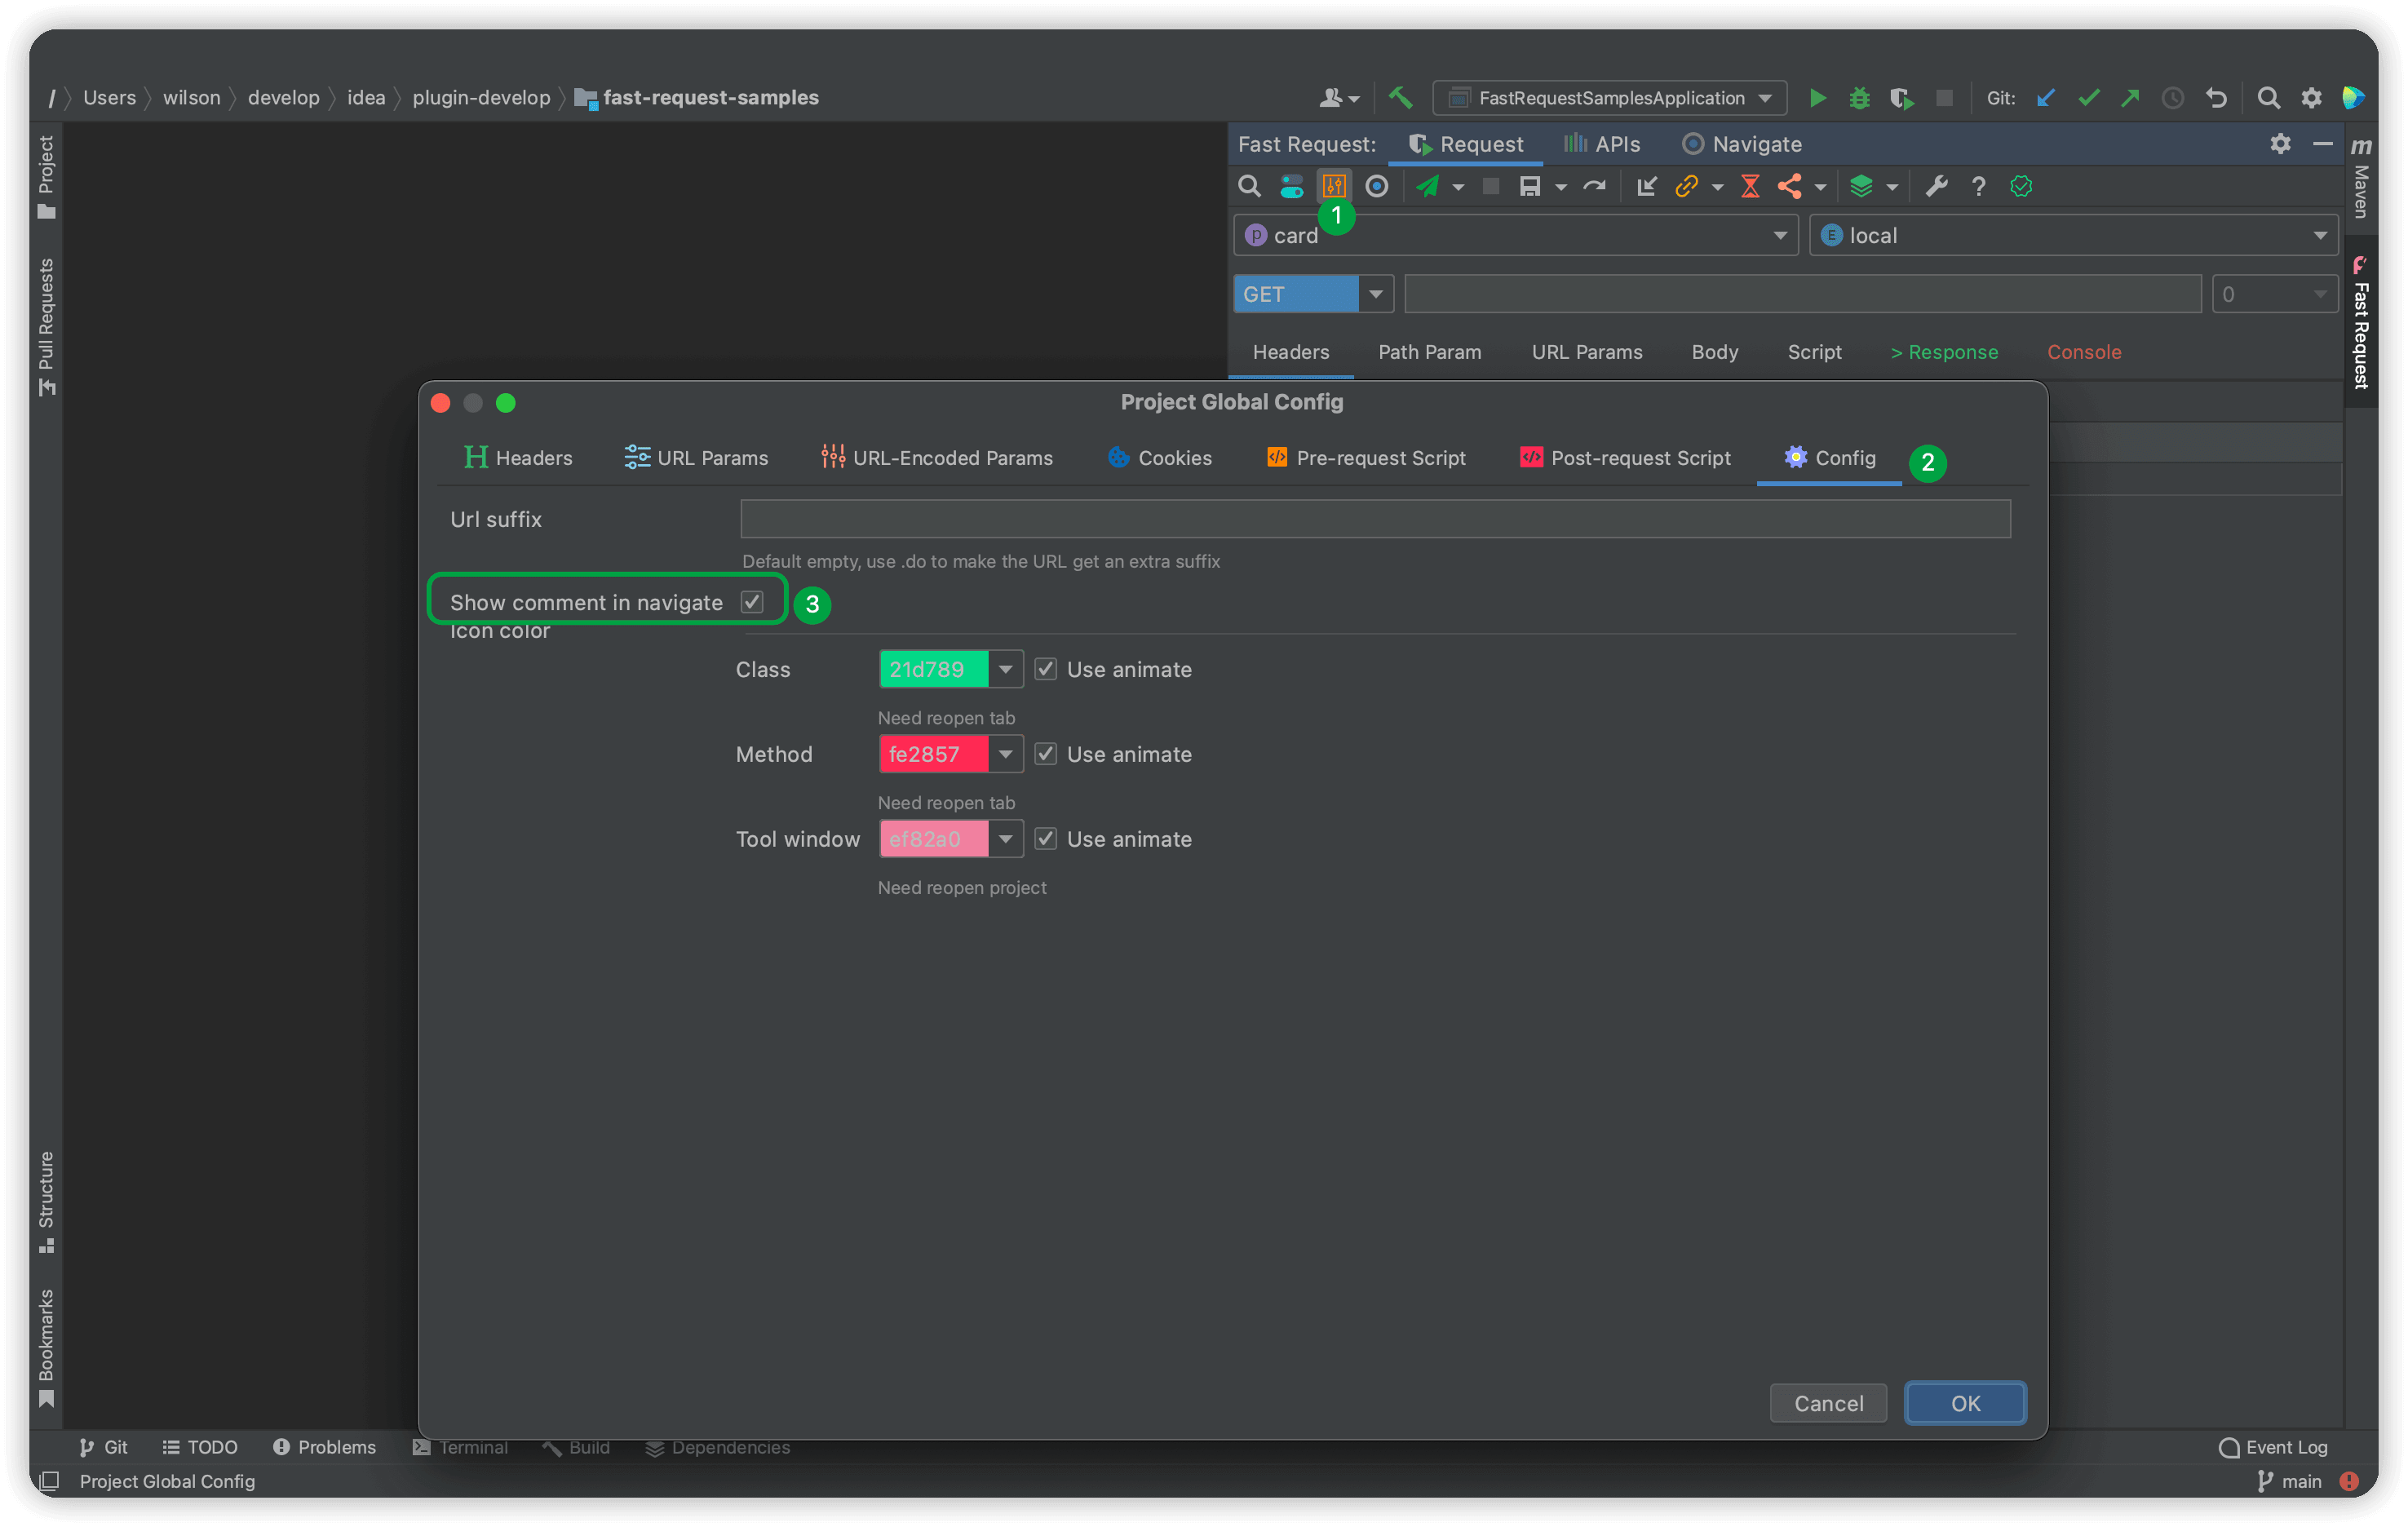 / Users wilson develop idea plugin-develop fast-request-samples FastRequestSamplesApplication Git:
Project
Pull Requests
Structure
Bookmarks
Fast Request: Request APIs Navigate
1
p card E local
GET 0
Headers Path Param URL Params Body Script > Response Console
m Maven
Fast Request
Project Global Config
H Headers URL Params URL-Encoded Params Cookies Pre-request Script Post-request Script Config 2
Url suffix
Default empty, use .do to make the URL get an extra suffix
Show comment in navigate 3
Icon color
Class 21d789 Use animate
Need reopen tab
Method fe2857 Use animate
Need reopen tab
Tool window ef82a0 Use animate
Need reopen project
Cancel OK
Git TODO Problems Terminal Build Dependencies Event Log
Project Global Config main